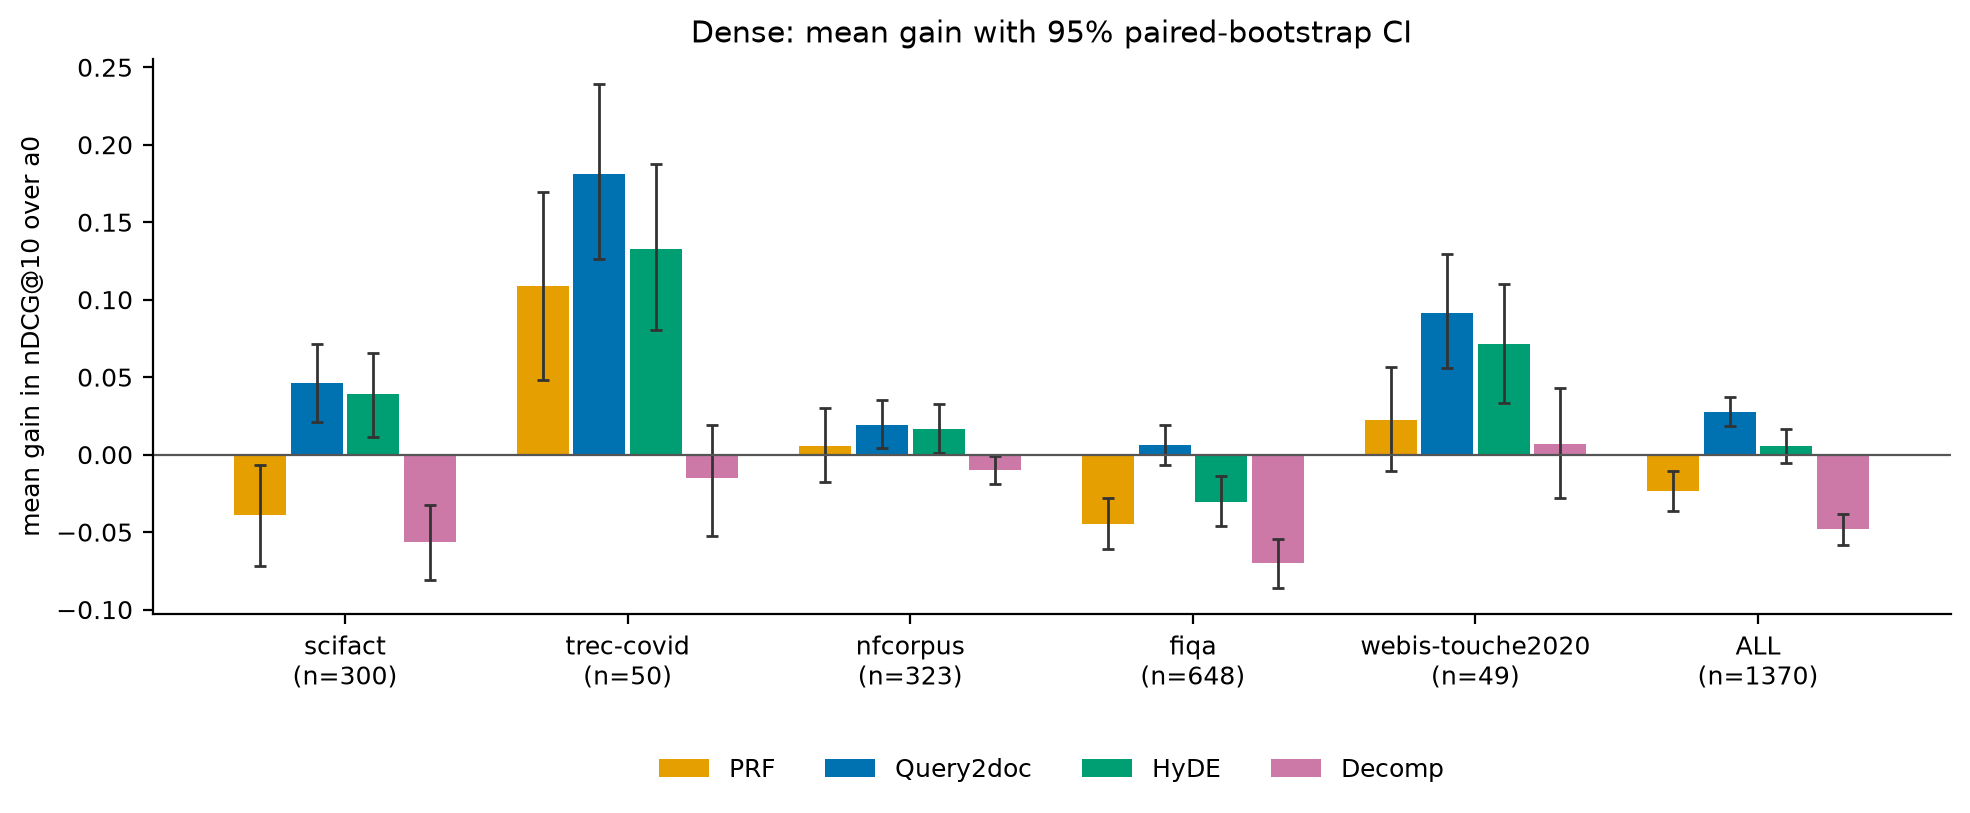 Dense: mean gain with 95% paired-bootstrap CI
mean gain in nDCG@10 over a0
0.25
0.20
0.15
0.10
0.05
0.00
−0.05
−0.10
scifact
(n=300)
trec-covid
(n=50)
nfcorpus
(n=323)
fiqa
(n=648)
webis-touche2020
(n=49)
ALL
(n=1370)
PRF
Query2doc
HyDE
Decomp